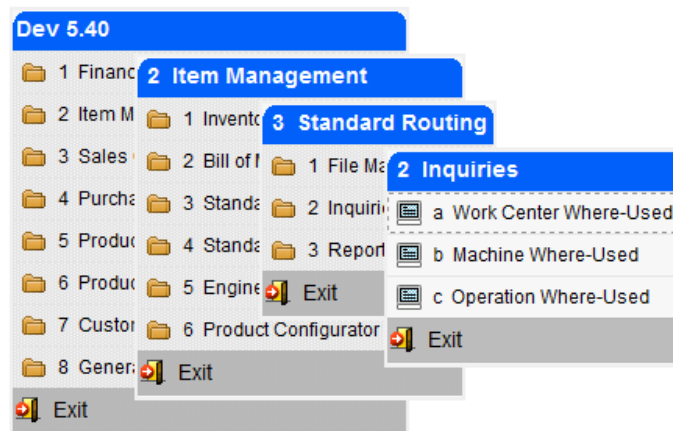 Dev 5.40
1 Financ
2 Item M
3 Sales
4 Purcha
5 Produc
6 Produc
7 Custor
8 Genera
Exit
2 Item Management
1 Invento
2 Bill of
3 Standa
4 Standa
5 Engine
6 Product Configurator
Exit
3 Standard Routing
1 File Ma
2 Inquirie
3 Report
Exit
2 Inquiries
a Work Center Where-Used
b Machine Where-Used
c Operation Where-Used
Exit